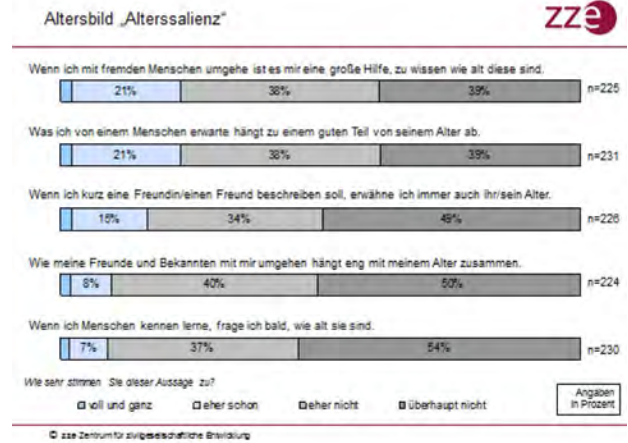 Altersbild „Alterssalienz"
zze
Wenn ich mit fremden Menschen umgehe ist es mir eine große Hilfe, zu wissen wie alt diese sind.
21% 38% 39% n=225
Was ich von einem Menschen erwarte hängt zu einem guten Teil von seinem Alter ab.
21% 38% 39% n=231
Wenn ich kurz eine Freundin/einen Freund beschreiben soll, erwähne ich immer auch ihr/sein Alter.
15% 34% 49% n=226
Wie meine Freunde und Bekannten mit mir umgehen hängt eng mit meinem Alter zusammen.
8% 40% 50% n=224
Wenn ich Menschen kennen lerne, frage ich bald, wie alt sie sind.
7% 37% 54% n=230
Wie sehr stimmen Sie dieser Aussage zu?
voll und ganz eher schon eher nicht überhaupt nicht
Angaben
in Prozent
© zze Zentrum für zivilgesellschaftliche Entwicklung